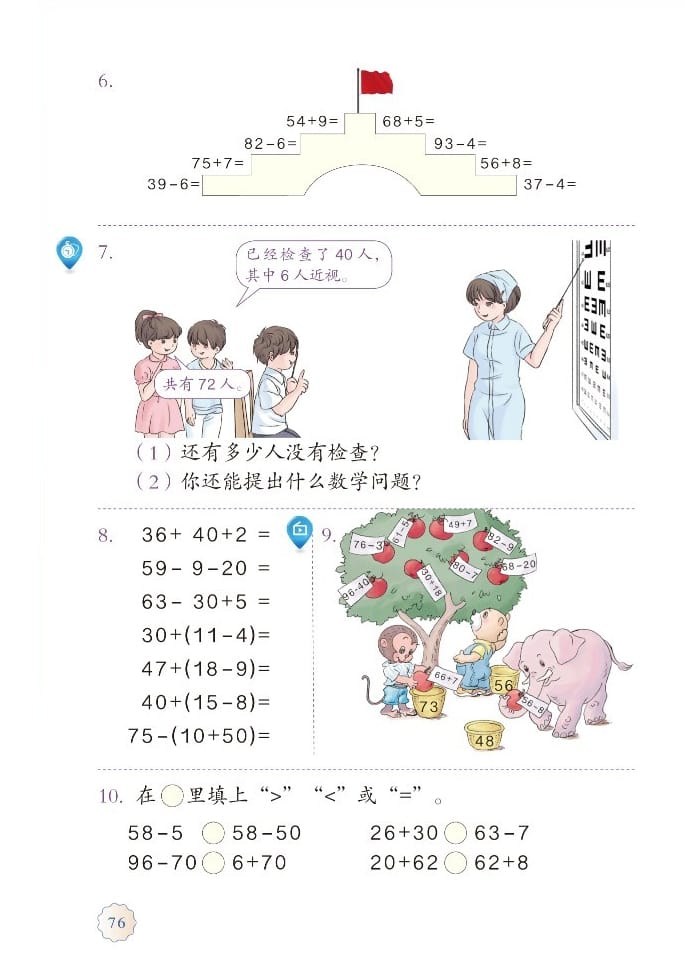 6.
54+9= 68+5=
82-6= 93-4=
75+7= 56+8=
39-6= 37-4=
7.
已经检查了 40 人，
其中 6 人近视。
共有 72 人。
（1）还有多少人没有检查？
（2）你还能提出什么数学问题？
8.
36+ 40+2 =
59- 9-20 =
63- 30+5 =
30+(11-4)=
47+(18-9)=
40+(15-8)=
75-(10+50)=
9.
61-5
49+7
76-3
82-9
80-7
68-20
96-40
30+18
66+7
56
56-8
73
48
10. 在○里填上“>”“<”或“=”。
58-5 ○ 58-50 26+30 ○ 63-7
96-70 ○ 6+70 20+62 ○ 62+8
76